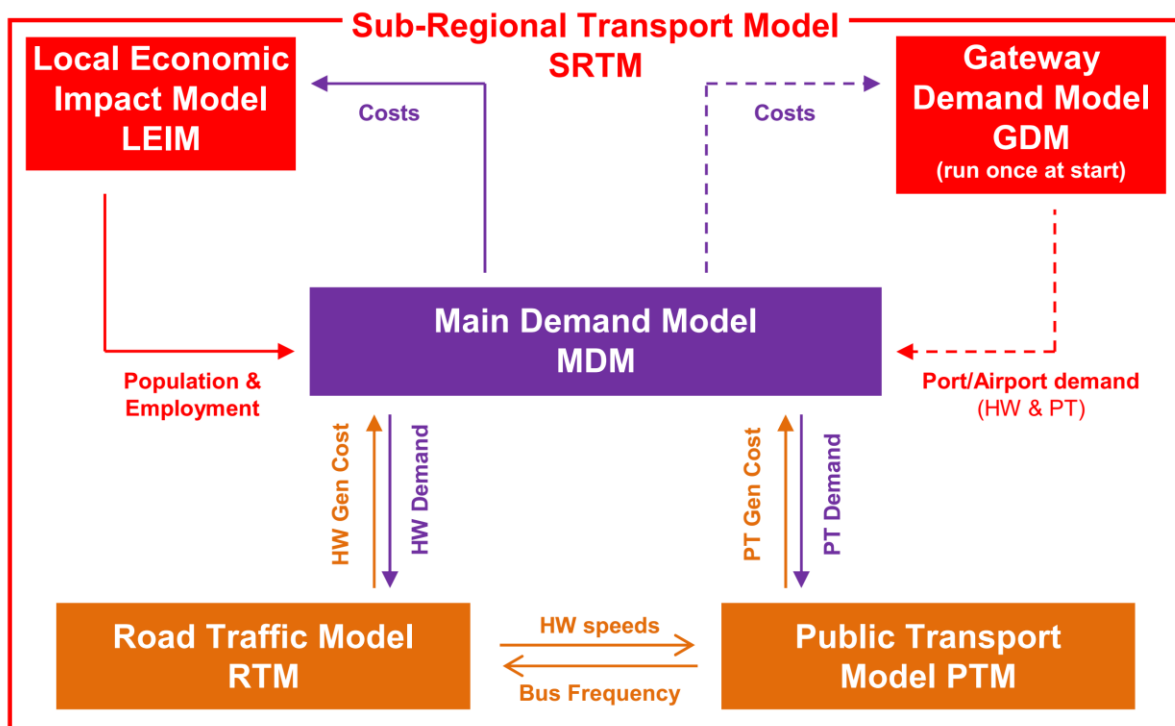 Sub-Regional Transport Model
SRTM
Local Economic
Impact Model
LEIM
Costs
Costs
Gateway
Demand Model
GDM
(run once at start)
Main Demand Model
MDM
Population &
Employment
Port/Airport demand
(HW & PT)
HW Gen Cost
HW Demand
PT Gen Cost
PT Demand
Road Traffic Model
RTM
HW speeds
Bus Frequency
Public Transport
Model PTM